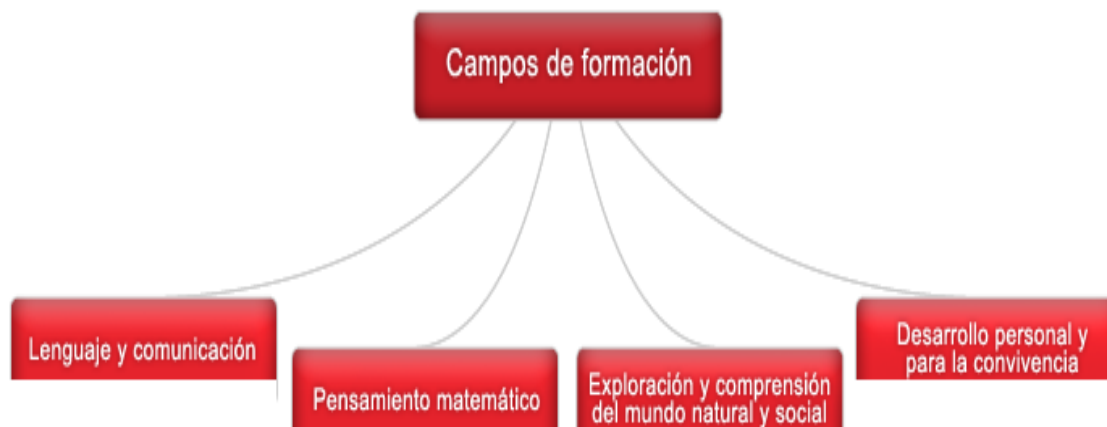 Campos de formación
Lenguaje y comunicación
Pensamiento matemático
Exploración y comprensión
del mundo natural y social
Desarrollo personal y
para la convivencia